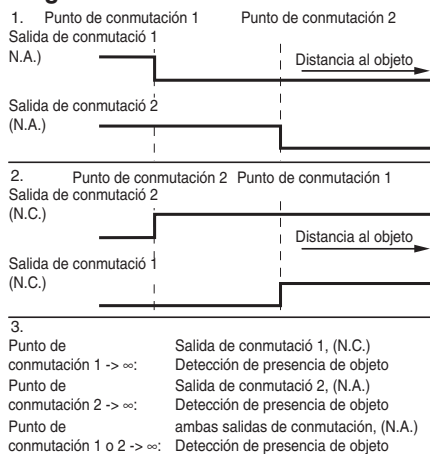 1. Punto de conmutación 1 Punto de conmutación 2
Salida de conmutació 1
N.A.)
Distancia al objeto
Salida de conmutació 2
(N.A.)
2. Punto de conmutación 2 Punto de conmutación 1
Salida de conmutació 2
(N.C.)
Distancia al objeto
Salida de conmutació 1
(N.C.)
3.
Punto de Salida de conmutació 1, (N.C.)
conmutación 1 -> ∞: Detección de presencia de objeto
Punto de Salida de conmutació 2, (N.A.)
conmutación 2 -> ∞: Detección de presencia de objeto
Punto de ambas salidas de conmutación, (N.A.)
conmutación 1 o 2 -> ∞: Detección de presencia de objeto